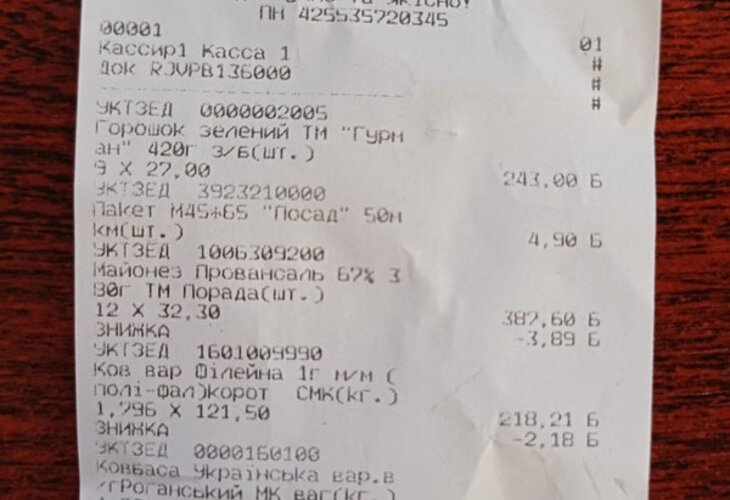 ПН 425535720345
00001 01
Кассир1 Касса 1 #
Док RJVPB136000 #
#
УКТЗЕД 0000002005
Горошок зелений ТМ "Гурм
ан" 420г З/Б(шт.)
9 X 27,00 243,00 Б
УКТЗЕД 3923210000
Пакет М45*65 "Посад" 50м
км(шт.) 4,90 Б
УКТЗЕД 1006309200
Майонез Провансаль 67% 3
80г ТМ Порада(шт.)
12 X 32,30 387,60 Б
ЗНИЖКА -3,89 Б
УКТЗЕД 1601009990
Ков вар Філейна 1г м/м (
полі-фал)корот СМК(кг.)
1,796 X 121,50 218,21 Б
ЗНИЖКА -2,18 Б
УКТЗЕД 0000160100
Ковбаса Українська вар.в
/гРоганський МК ваг(кг.)